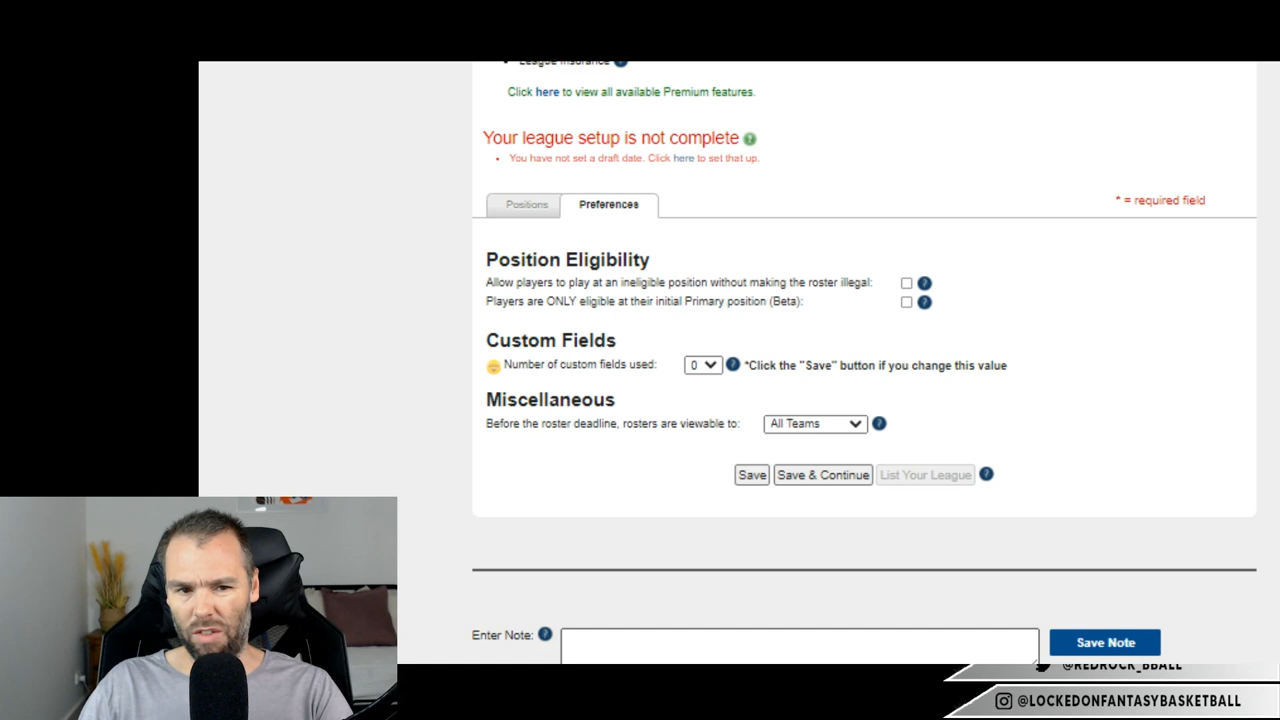 League Insurance
Click here to view all available Premium features.
Your league setup is not complete
You have not set a draft date. Click here to set that up.
Positions
Preferences
* = required field
Position Eligibility
Allow players to play at an ineligible position without making the roster illegal:
Players are ONLY eligible at their initial Primary position (Beta):
Custom Fields
Number of custom fields used: 0 *Click the "Save" button if you change this value
Miscellaneous
Before the roster deadline, rosters are viewable to: All Teams
Save Save & Continue List Your League
Enter Note:
Save Note
@REDROCK_BBALL
@LOCKEDONFANTASYBASKETBALL